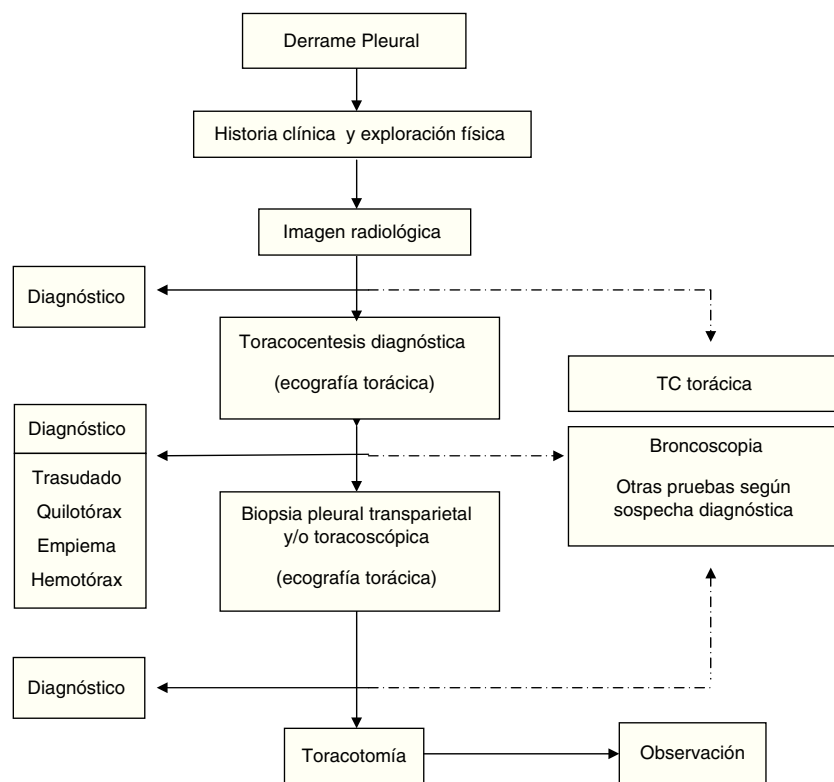 Derrame Pleural
Historia clínica y exploración física
Imagen radiológica
Diagnóstico
Toracocentesis diagnóstica
(ecografía torácica)
TC torácica
Diagnóstico
Trasudado
Quilotórax
Empiema
Hemotórax
Broncoscopia
Otras pruebas según
sospecha diagnóstica
Biopsia pleural transparietal
y/o toracoscópica
(ecografía torácica)
Diagnóstico
Toracotomía
Observación